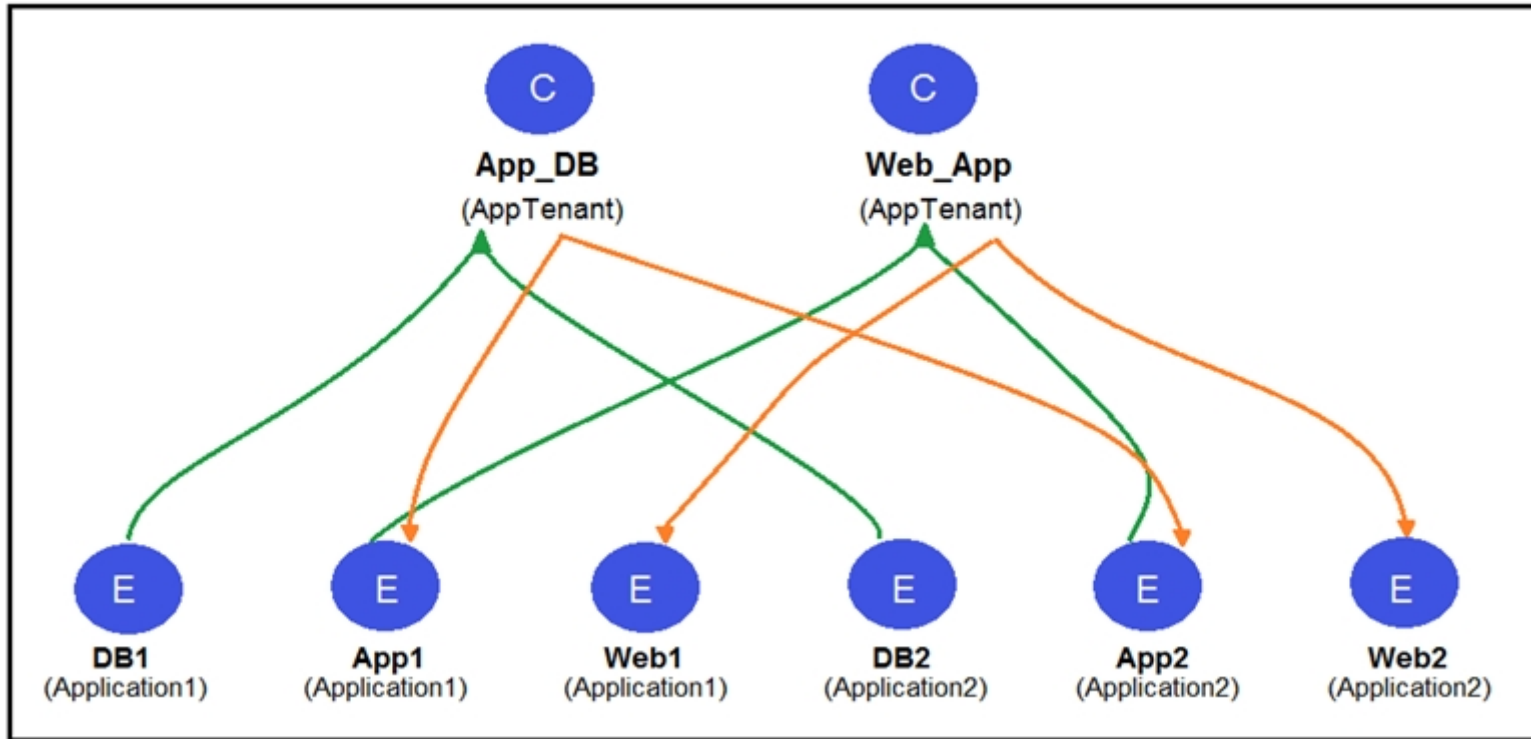 C
C
App_DB
Web_App
(AppTenant)
(AppTenant)
E
E
E
E
E
E
DB1
App1
Web1
DB2
App2
Web2
(Application1)
(Application1)
(Application1)
(Application2)
(Application2)
(Application2)